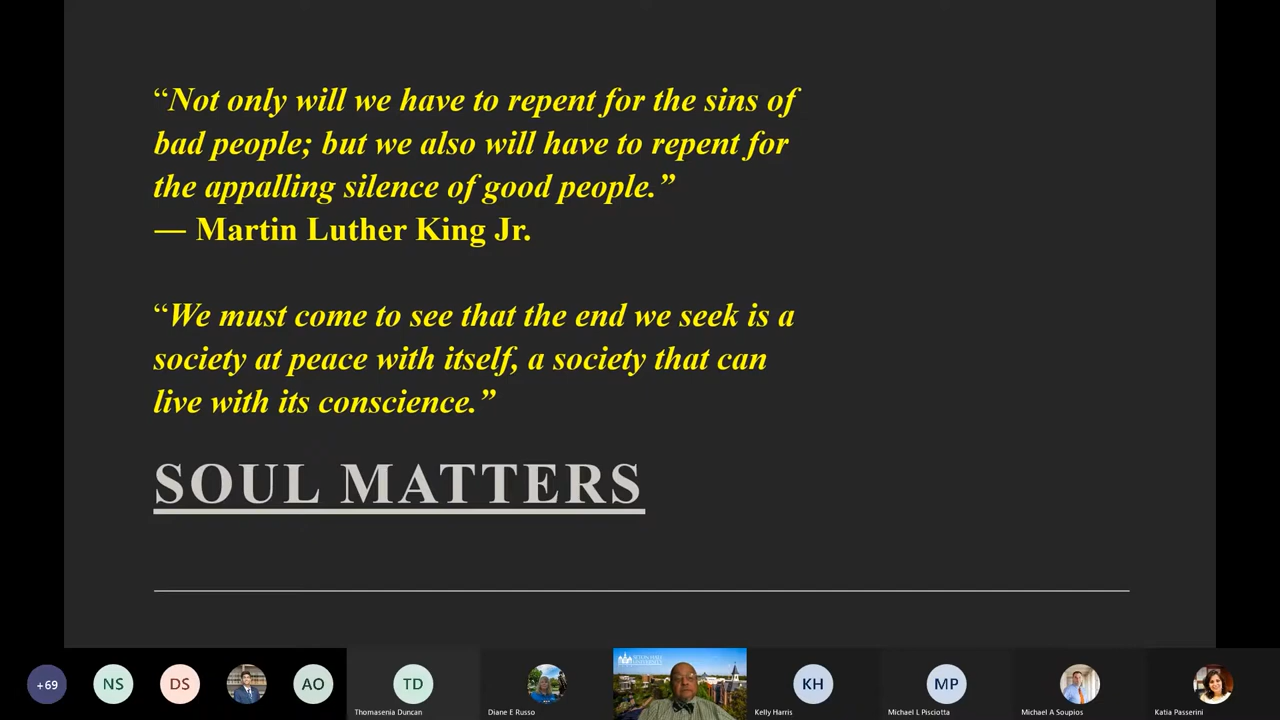 “Not only will we have to repent for the sins of
bad people; but we also will have to repent for
the appalling silence of good people.”
— Martin Luther King Jr.
“We must come to see that the end we seek is a
society at peace with itself, a society that can
live with its conscience.”
SOUL MATTERS
SETON HALL
UNIVERSITY
+69
NS
DS
AO
TD
KH
MP
Thomasenia Duncan
Diane E Russo
Kelly Harris
Michael L Pisciotta
Michael A Soupios
Katia Passerini